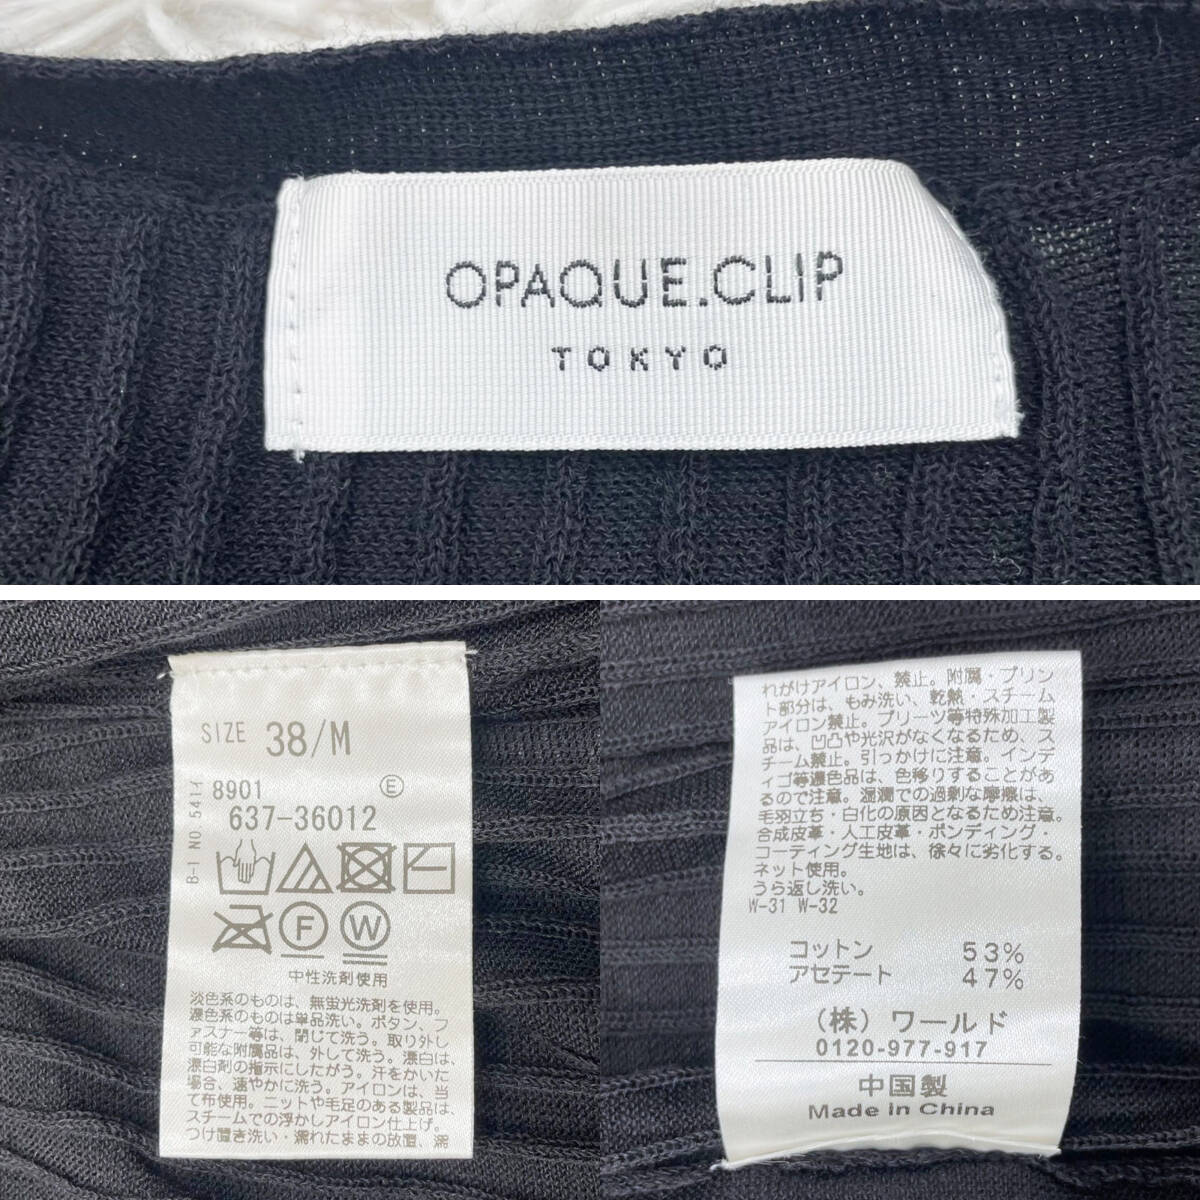 OPAQUE.CLIP
TOKYO
SIZE 38/M
8901 Ⓔ
637-36012
B-I NO. 541-I
F W
中性洗剤使用
淡色系のものは、無蛍光洗剤を使用。
濃色系のものは単品洗い。ボタン、フ
ァスナー等は、閉じて洗う。取り外し
可能な附属品は、外して洗う。漂白は、
漂白剤の指示にしたがう。汗をかいた
場合、速やかに洗う。アイロンは、当
て布使用。ニットや毛足のある製品は、
スチームでの浮かしアイロン仕上げ。
つけ置き洗い・濡れたままの放置、濡
れがけアイロン、禁止。附属・プリン
ト部分は、もみ洗い、乾熱・スチーム
アイロン禁止。プリーツ等特殊加工製
品は、凹凸や光沢がなくなるため、ス
チーム禁止。引っかけに注意。インデ
ィゴ等濃色品は、色移りすることがあ
るので注意。湿潤での過剰な摩擦は、
毛羽立ち・白化の原因となるため注意。
合成皮革・人工皮革・ボンディング・
コーティング生地は、徐々に劣化する。
ネット使用。
うら返し洗い。
W-31 W-32
コットン 53%
アセテート 47%
(株)ワールド
0120-977-917
中国製
Made in China